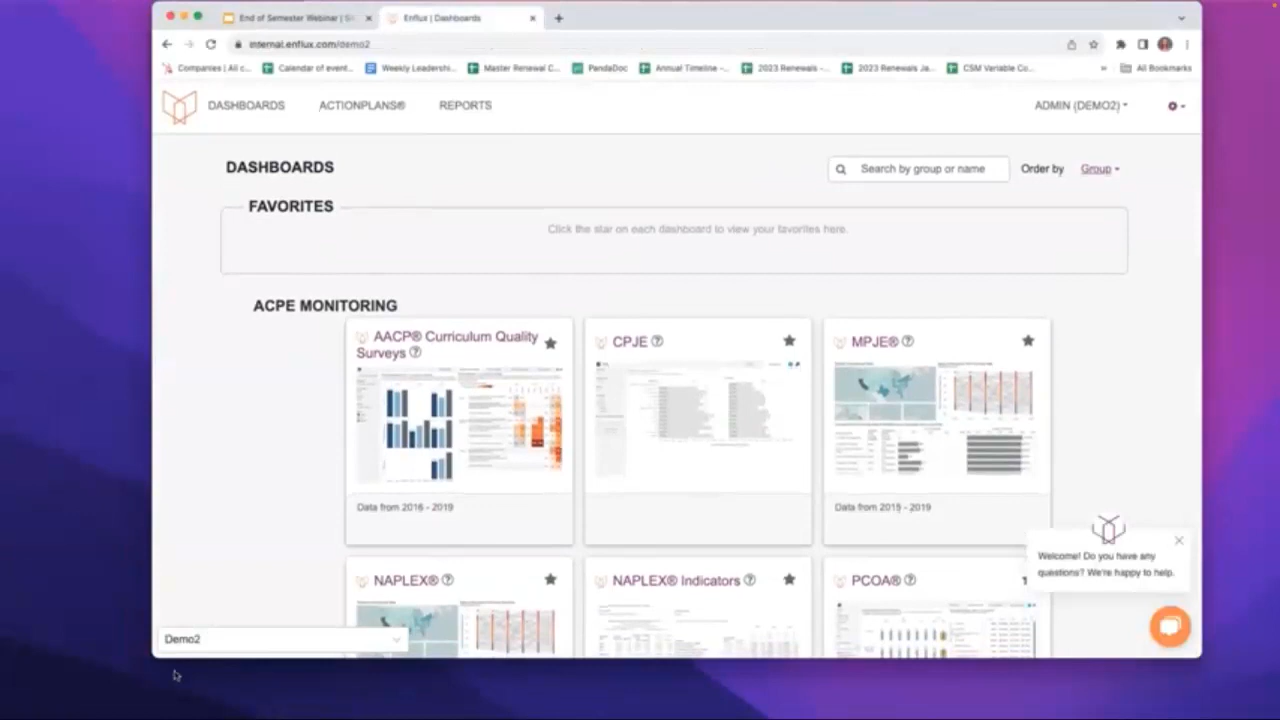 End of Semester Webinar | Sl
Enflux | Dashboards
internal.enflux.com/demo2
Companies | All c...
Calendar of event...
Weekly Leadershi...
Master Renewal C...
PandaDoc
Annual Timeline -...
2023 Renewals -...
2023 Renewals Ja...
CSM Variable Co...
All Bookmarks
DASHBOARDS
ACTIONPLANS®
REPORTS
ADMIN (DEMO2)
DASHBOARDS
Search by group or name
Order by
Group
FAVORITES
Click the star on each dashboard to view your favorites here.
ACPE MONITORING
AACP® Curriculum Quality
Surveys
CPJE
MPJE®
Data from 2016 - 2019
Data from 2015 - 2019
Welcome! Do you have any
questions? We're happy to help.
NAPLEX®
NAPLEX® Indicators
PCOA®
Demo2